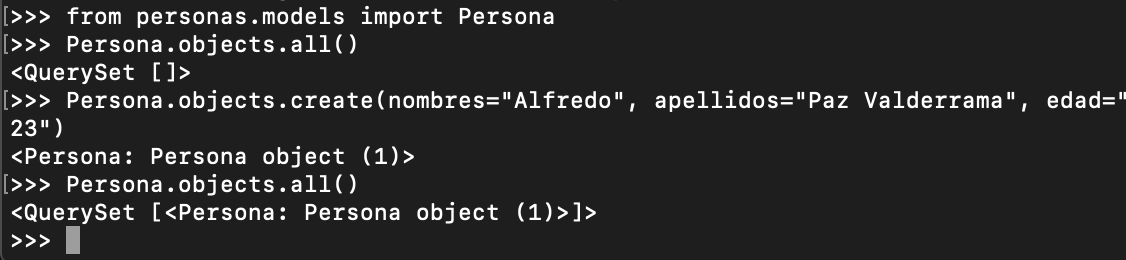 [>>> from personas.models import Persona
[>>> Persona.objects.all()
<QuerySet []>
[>>> Persona.objects.create(nombres="Alfredo", apellidos="Paz Valderrama", edad="
23")
<Persona: Persona object (1)>
[>>> Persona.objects.all()
<QuerySet [<Persona: Persona object (1)>]>
>>>